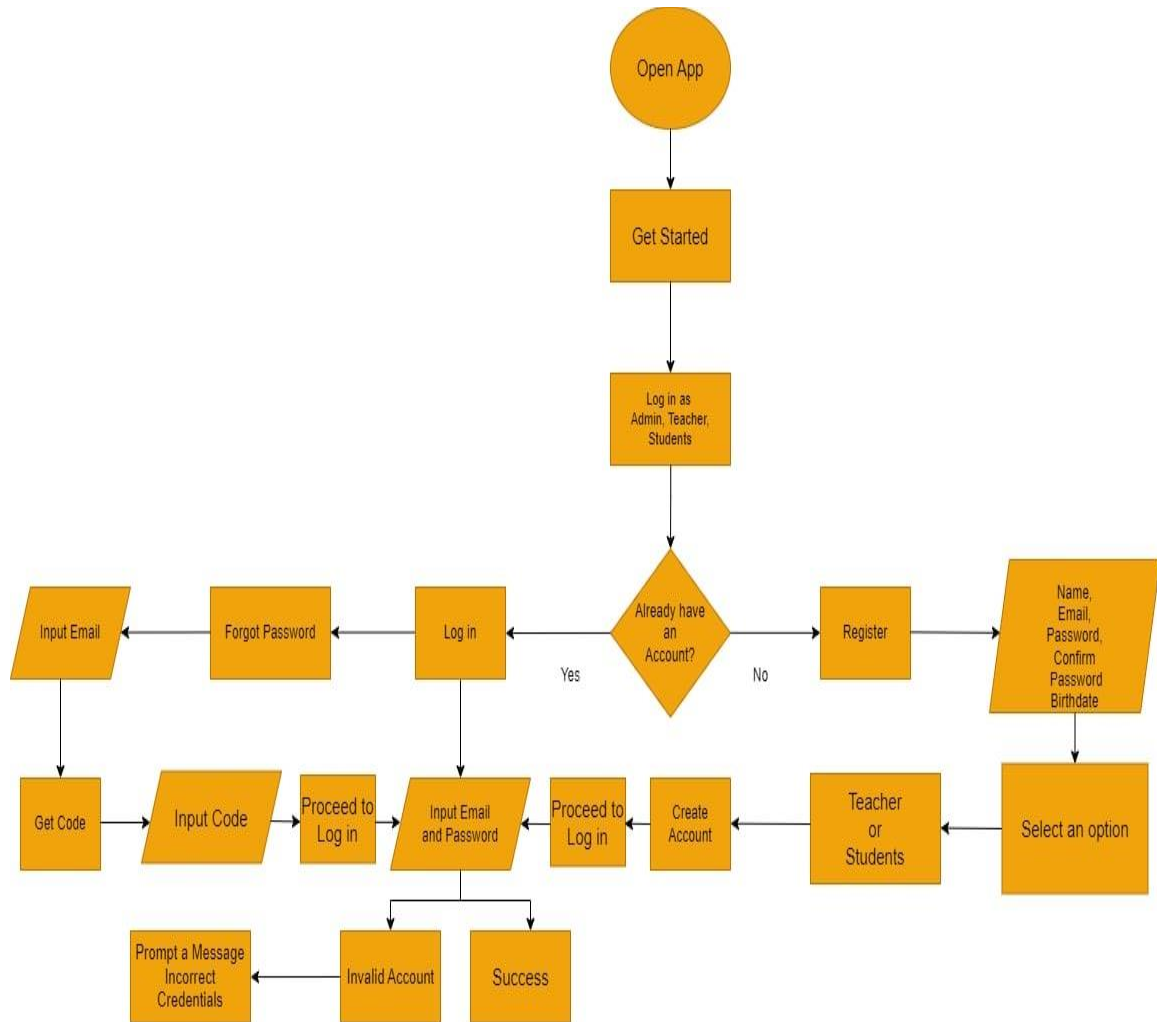 Open App
Get Started
Log in as
Admin, Teacher,
Students
Already have
an
Account?
Yes
No
Log in
Forgot Password
Input Email
Register
Name,
Email,
Password,
Confirm
Password
Birthdate
Get Code
Input Code
Proceed to
Log in
Input Email
and Password
Proceed to
Log in
Create
Account
Teacher
or
Students
Select an option
Prompt a Message
Incorrect
Credentials
Invalid Account
Success